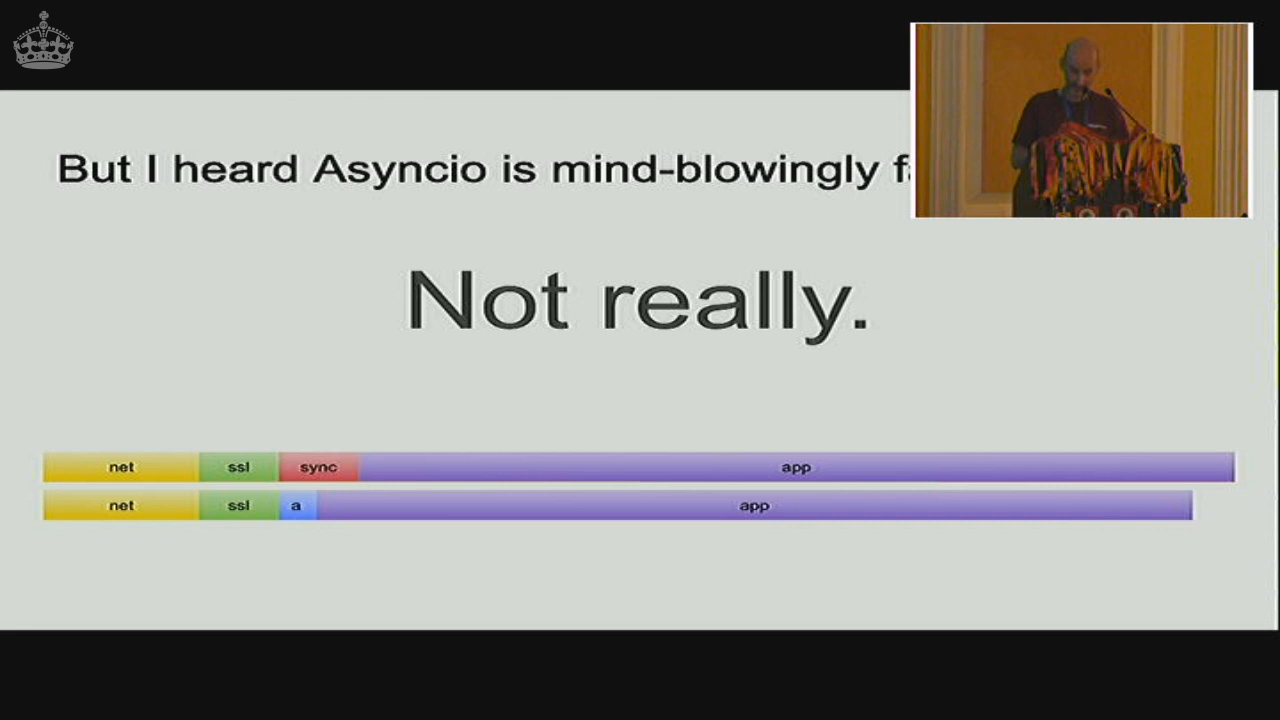 But I heard Asyncio is mind-blowingly
Not really.
net ssl sync app
net ssl a app